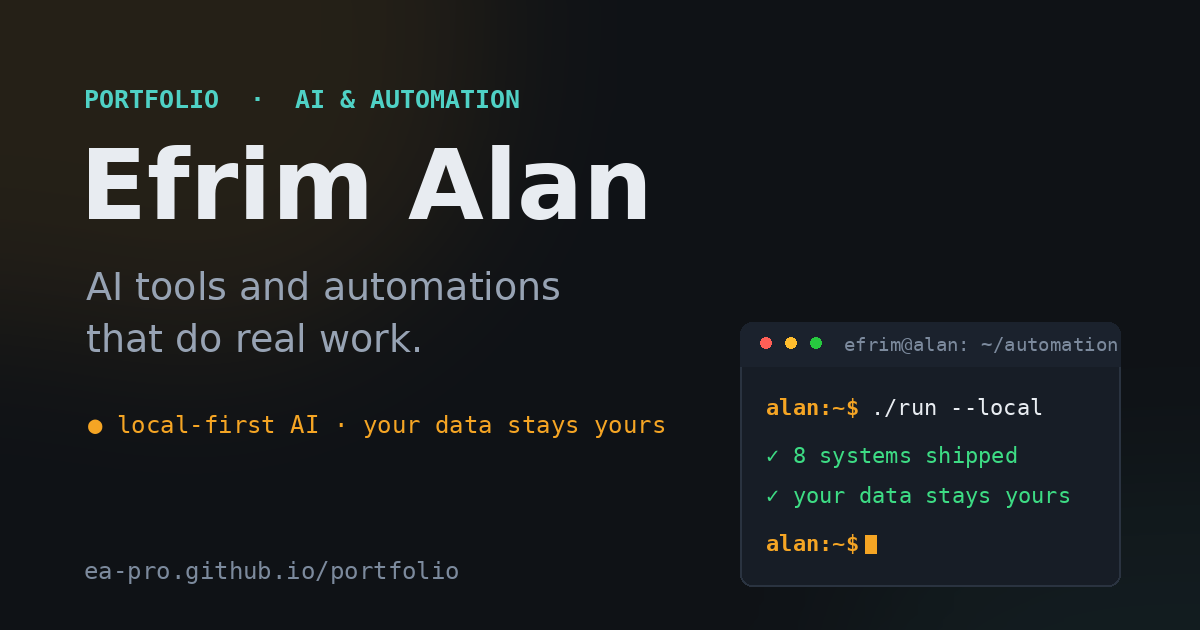 PORTFOLIO · AI & AUTOMATION
Efrim Alan
AI tools and automations
that do real work.
● local-first AI · your data stays yours
ea-pro.github.io/portfolio
efrim@alan: ~/automation
alan:~$ ./run --local
✓ 8 systems shipped
✓ your data stays yours
alan:~$